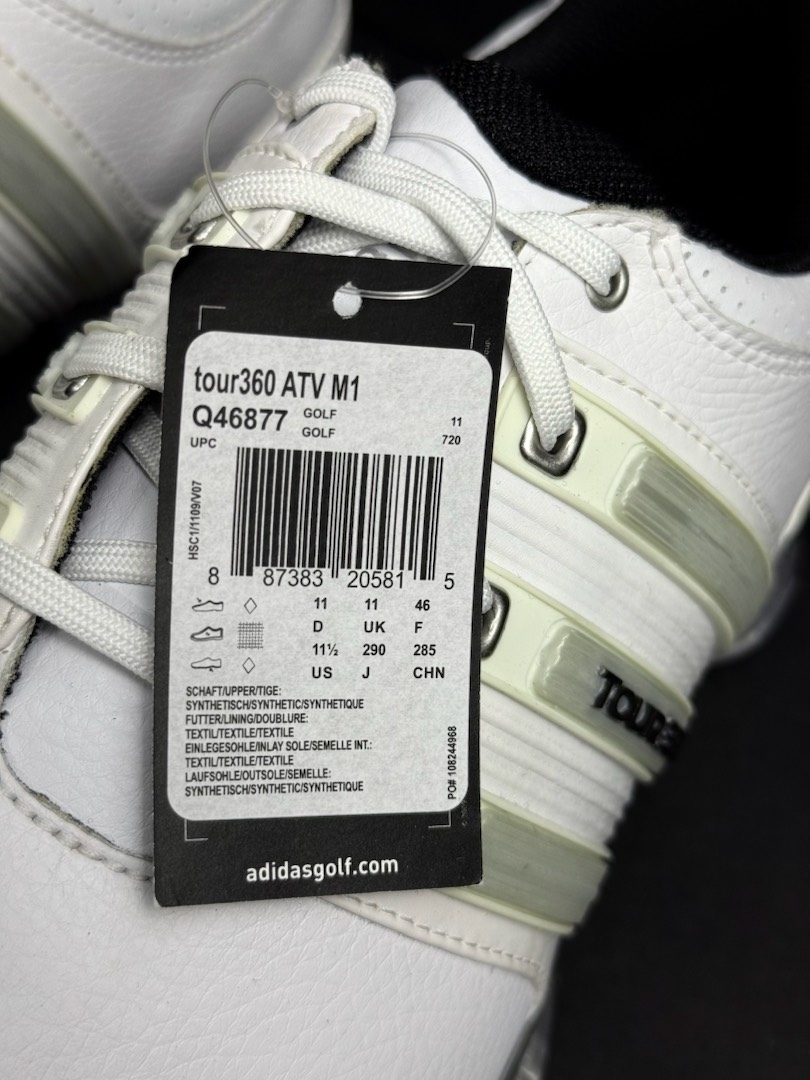 tour360 ATV M1
Q46877 GOLF 11
GOLF 720
UPC
HSC1/1109/V07
8 87383 20581 5
11 11 46
D UK F
11½ 290 285
US J CHN
SCHAFT/UPPER/TIGE:
SYNTHETISCH/SYNTHETIC/SYNTHETIQUE
FUTTER/LINING/DOUBLURE:
TEXTIL/TEXTILE/TEXTILE
EINLEGESOHLE/INLAY SOLE/SEMELLE INT.:
TEXTIL/TEXTILE/TEXTILE
LAUFSOHLE/OUTSOLE/SEMELLE:
SYNTHETISCH/SYNTHETIC/SYNTHETIQUE
PO# 108244968
adidasgolf.com